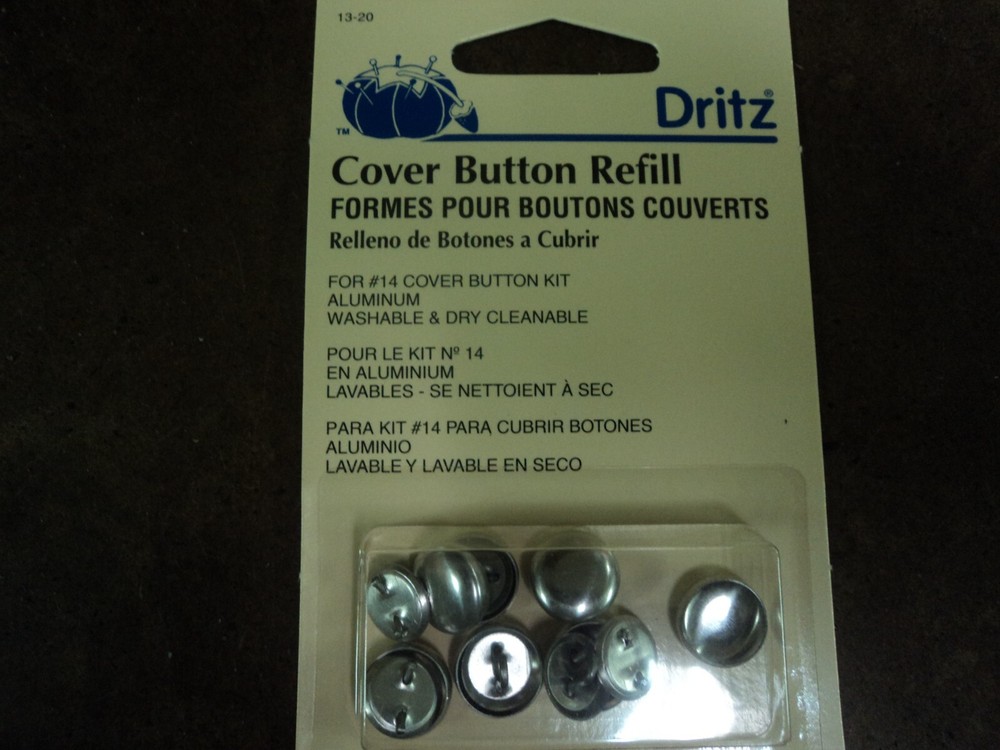 13-20
TM
Dritz®
Cover Button Refill
FORMES POUR BOUTONS COUVERTS
Relleno de Botones a Cubrir
FOR #14 COVER BUTTON KIT
ALUMINUM
WASHABLE & DRY CLEANABLE
POUR LE KIT Nº 14
EN ALUMINIUM
LAVABLES - SE NETTOIENT À SEC
PARA KIT #14 PARA CUBRIR BOTONES
ALUMINIO
LAVABLE Y LAVABLE EN SECO